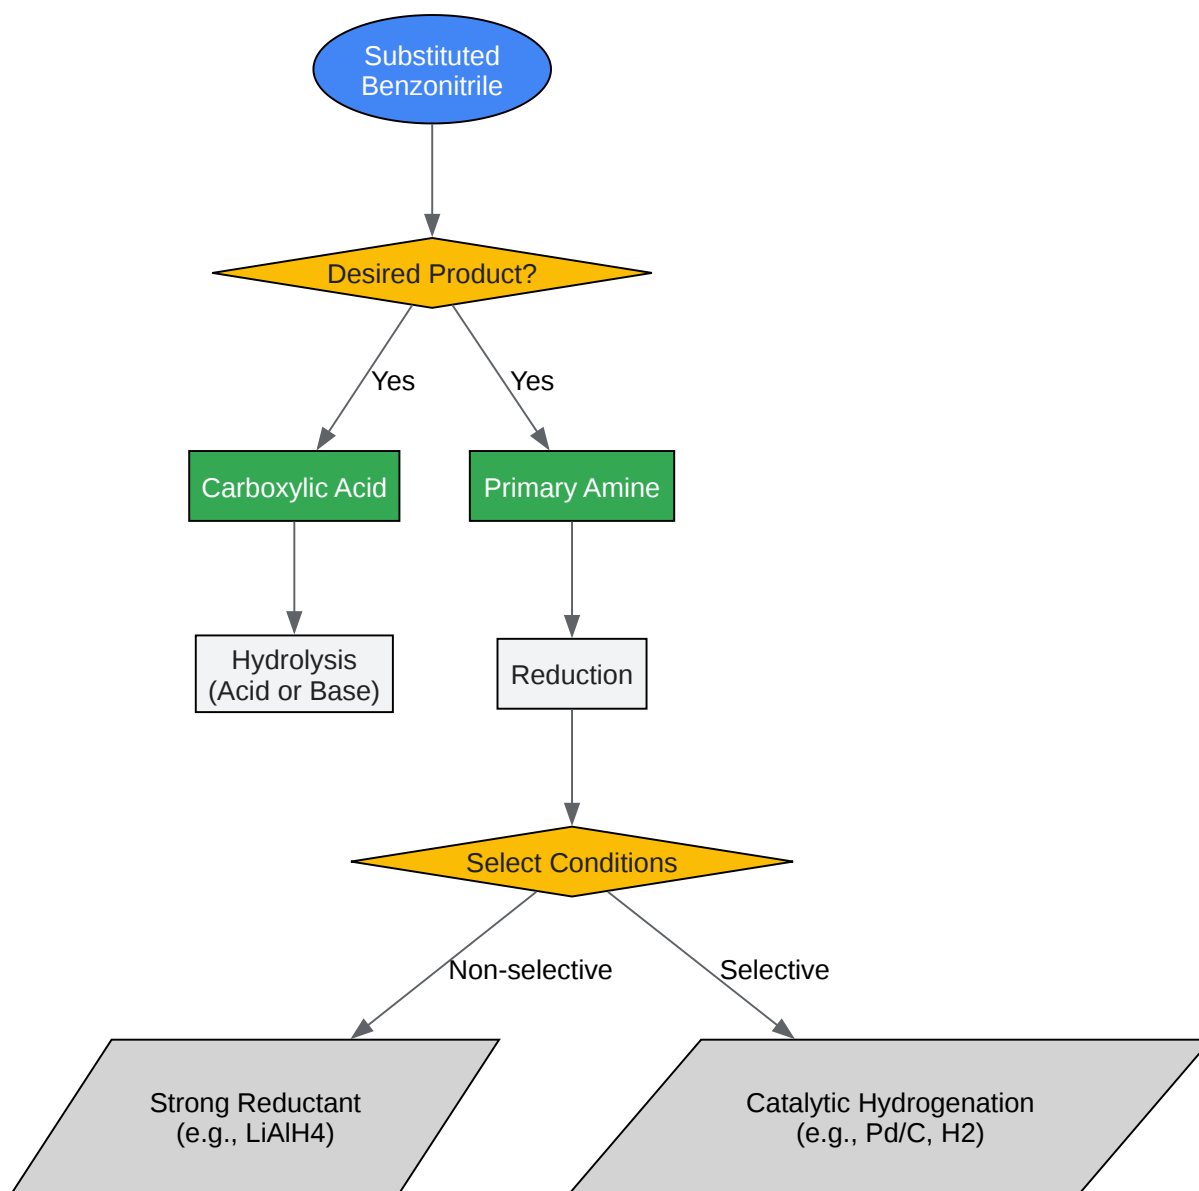 Substituted
Benzonitrile
Desired Product?
Yes
Yes
Carboxylic Acid
Primary Amine
Hydrolysis
(Acid or Base)
Reduction
Select Conditions
Non-selective
Selective
Strong Reductant
(e.g., LiAlH4)
Catalytic Hydrogenation
(e.g., Pd/C, H2)